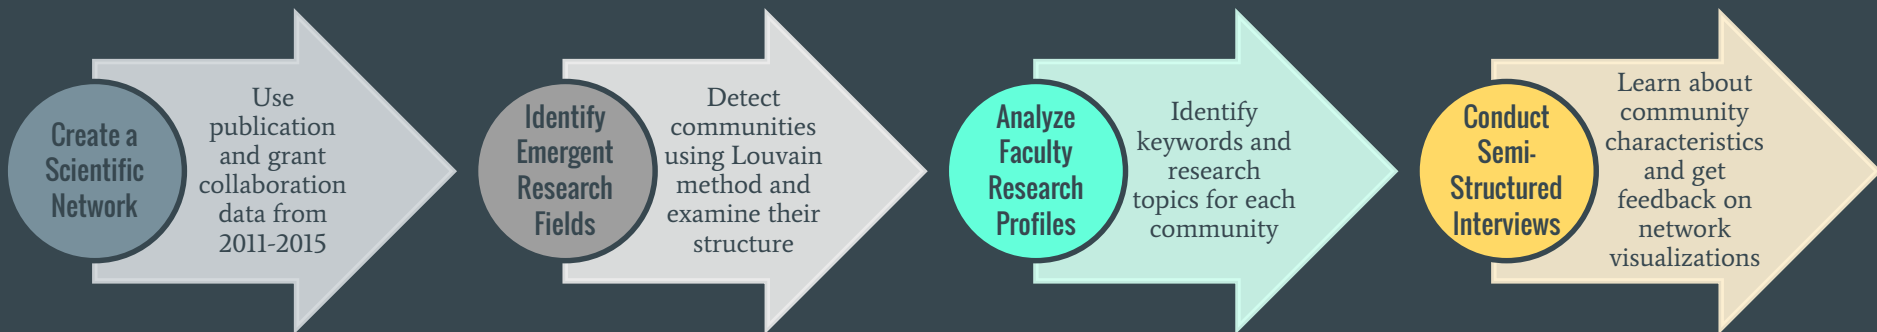 Create a
Scientific
Network
Use
publication
and grant
collaboration
data from
2011-2015
Identify
Emergent
Research
Fields
Detect
communities
using Louvain
method and
examine their
structure
Analyze
Faculty
Research
Profiles
Identify
keywords and
research
topics for each
community
Conduct
Semi-
Structured
Interviews
Learn about
community
characteristics
and get
feedback on
network
visualizations